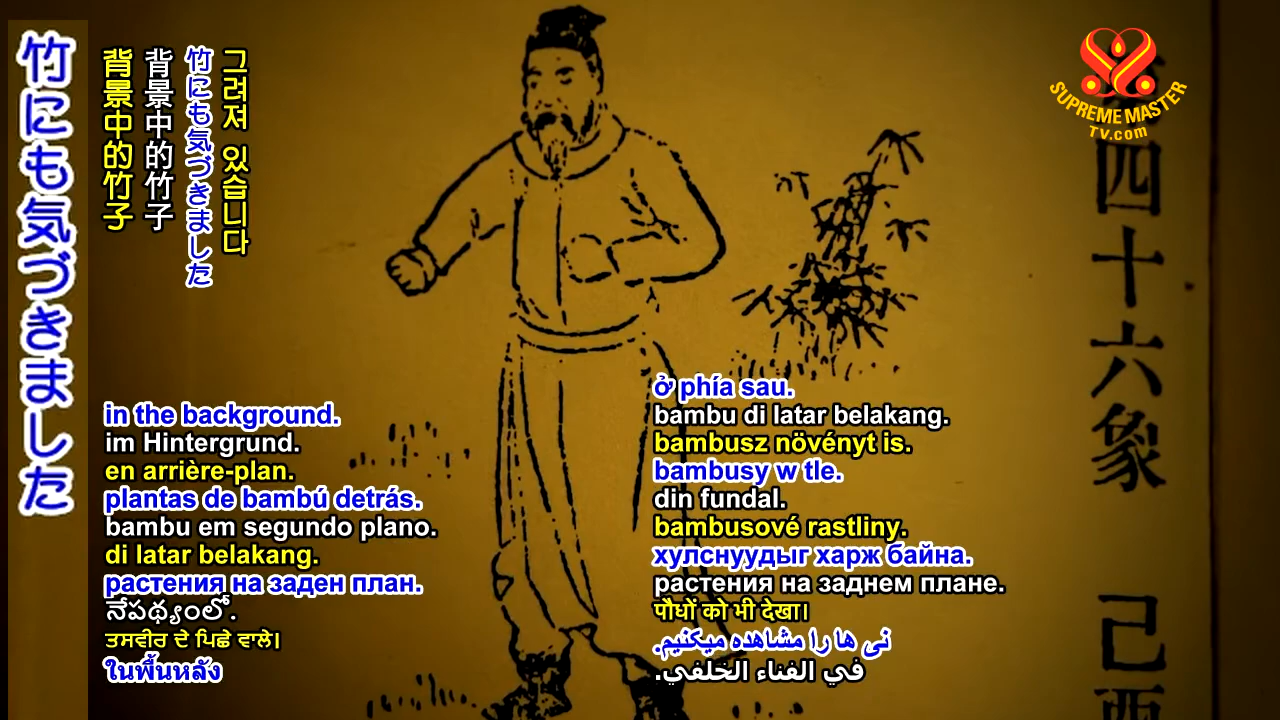 竹にも気づきました
背景中的竹子
背景中的竹子
竹にも気づきました
그려져 있습니다
SUPREME MASTER
TV.com
四十六象
己
in the background.
im Hintergrund.
en arrière-plan.
plantas de bambú detrás.
bambu em segundo plano.
di latar belakang.
растения на заден план.
నేపథ్యంలో.
ਤਸਵੀਰ ਦੇ ਪਿਛੇ ਵਾਲੇ।
ในพื้นหลัง
ở phía sau.
bambu di latar belakang.
bambusz növényt is.
bambusy w tle.
din fundal.
bambusové rastliny.
хулснуудыг харж байна.
растения на заднем плане.
पौधों को भी देखा।
نی ها را مشاهده میکنیم.
في الفناء الخلفي.